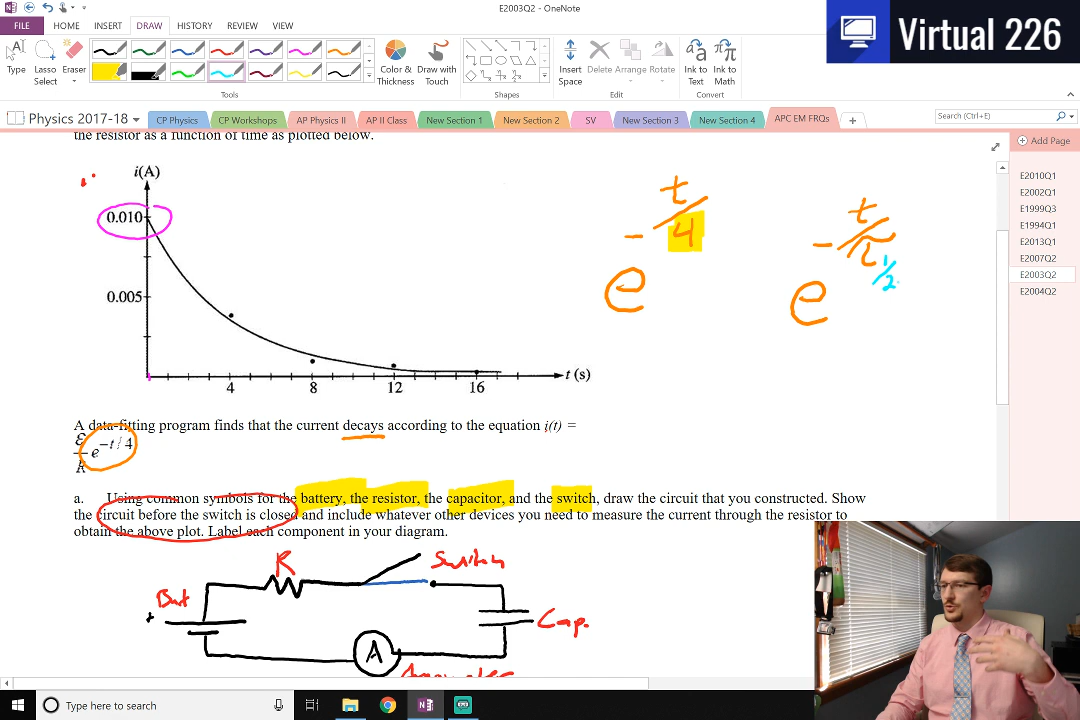 E2003Q2 - OneNote
FILE HOME INSERT DRAW HISTORY REVIEW VIEW
Virtual 226
Type Lasso Select Eraser
Color & Thickness Draw with Touch
Insert Space Delete Arrange Rotate
Ink to Text Ink to Math
Tools Shapes Edit Convert
Physics 2017-18 CP Physics CP Workshops AP Physics II AP II Class New Section 1 New Section 2 SV New Section 3 New Section 4 APC EM FRQs
Search (Ctrl+E)
Add Page
E2010Q1
E2002Q1
E1999Q3
E1994Q1
E2013Q1
E2007Q2
E2003Q2
E2004Q2
the resistor as a function of time as plotted below.
i(A)
0.010
0.005
4 8 12 16
t (s)
e - t/4
A data-fitting program finds that the current decays according to the equation i(t) =
ε/R e^−t/4
a. Using common symbols for the battery, the resistor, the capacitor, and the switch, draw the circuit that you constructed. Show
the circuit before the switch is closed and include whatever other devices you need to measure the current through the resistor to
obtain the above plot. Label each component in your diagram.
R
Switch
Bat
+
Cap.
A
Type here to search